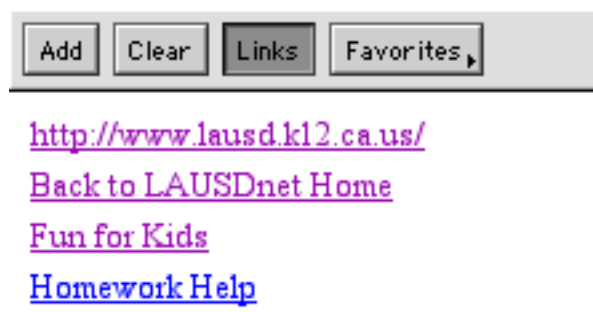 Add Clear Links Favorites
http://www.lausd.k12.ca.us/
Back to LAUSDnet Home
Fun for Kids
Homework Help